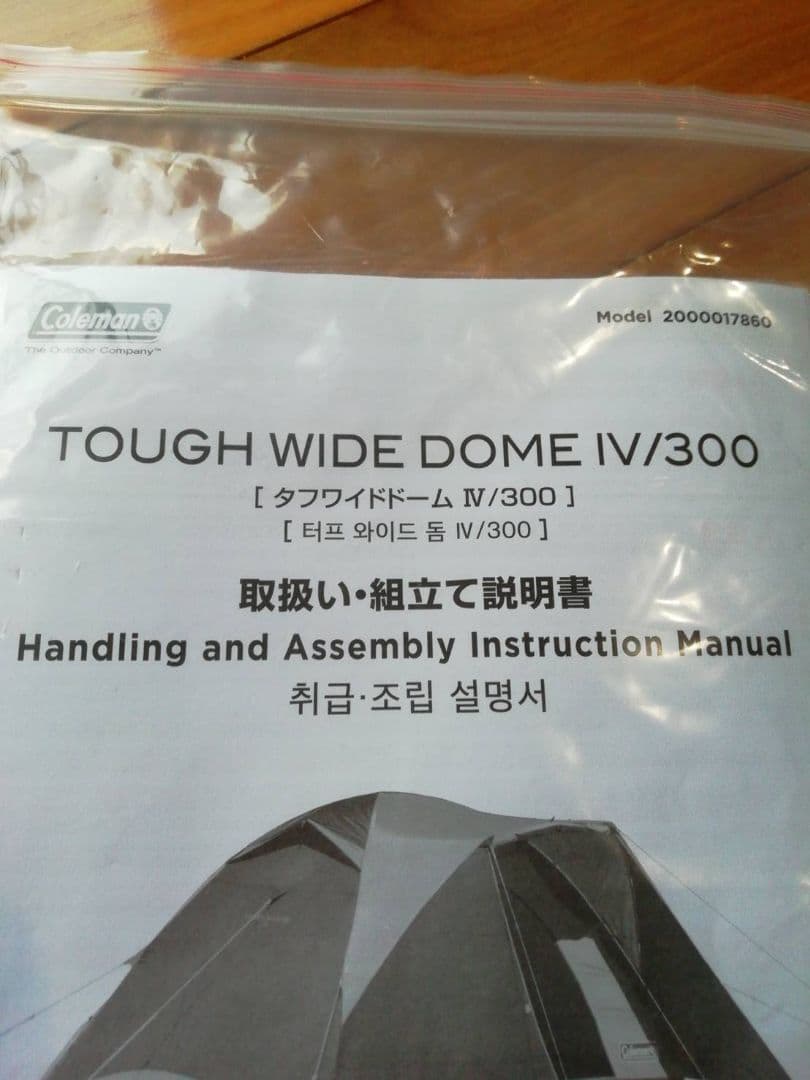 Coleman
The Outdoor Company™
Model 2000017860
TOUGH WIDE DOME IV/300
[ タフワイドドーム Ⅳ/300 ]
[ 터프 와이드 돔 Ⅳ/300 ]
取扱い・組立て説明書
Handling and Assembly Instruction Manual
취급·조립 설명서
Coleman